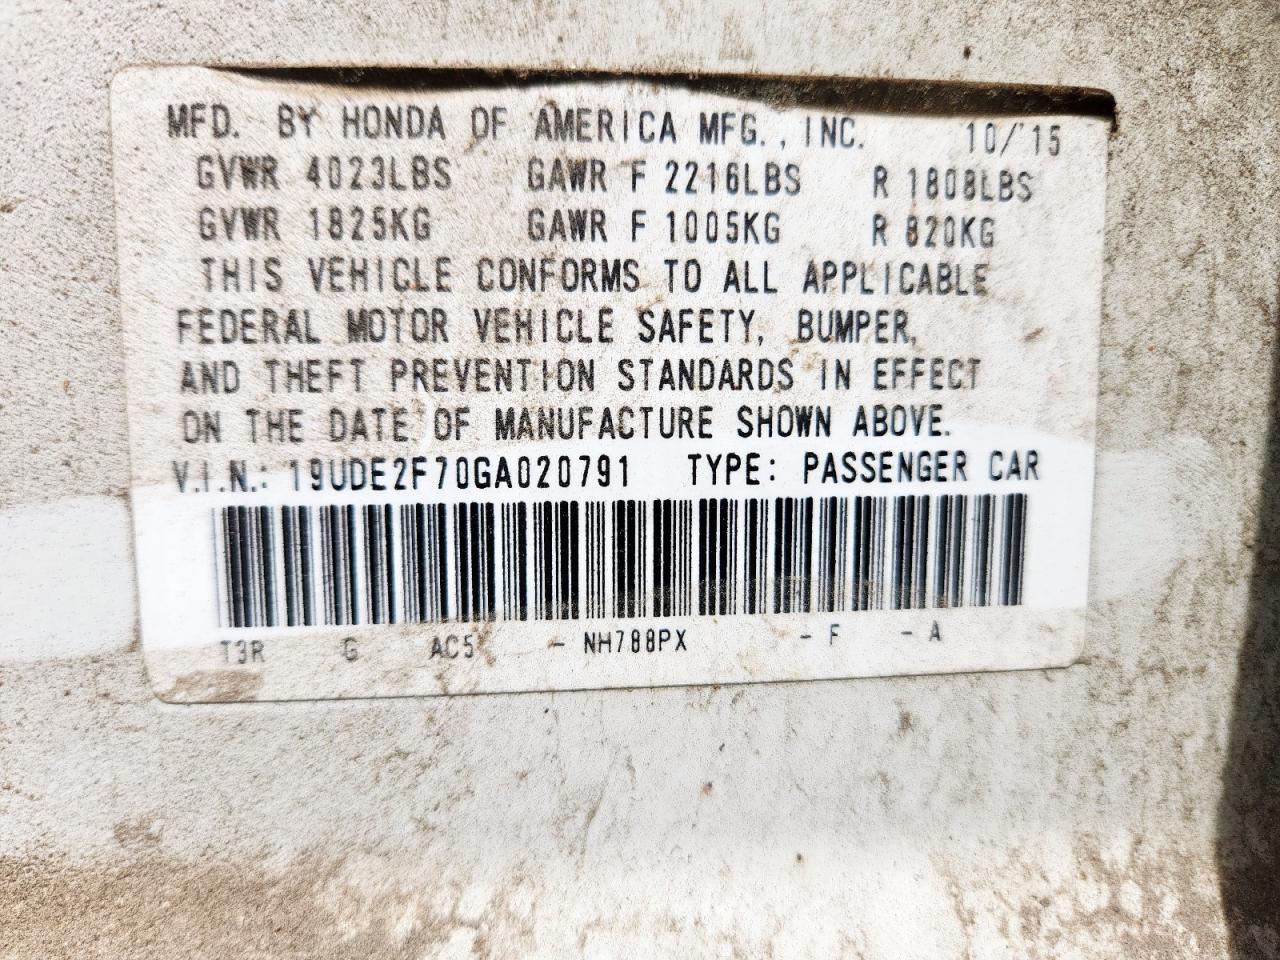 MFD. BY HONDA OF AMERICA MFG., INC. 10/'15
GVWR 4023LBS GAWR F 2216LBS R 1808LBS
GVWR 1825KG GAWR F 1005KG R 820KG
THIS VEHICLE CONFORMS TO ALL APPLICABLE
FEDERAL MOTOR VEHICLE SAFETY, BUMPER,
AND THEFT PREVENTION STANDARDS IN EFFECT
ON THE DATE OF MANUFACTURE SHOWN ABOVE.
V.I.N.: 19UDE2F70GA020791 TYPE: PASSENGER CAR
T3R G AC5 - NH788PX - F - A